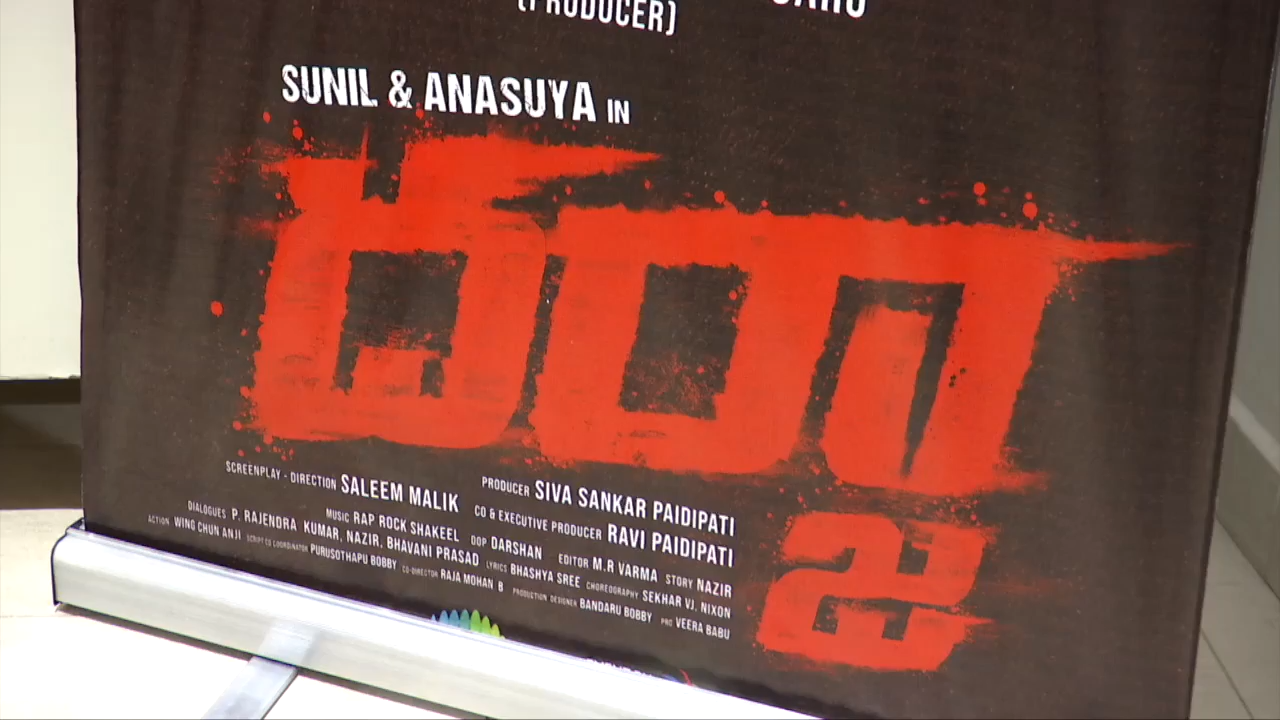 (PRODUCER)
SUNIL & ANASUYA IN
దర్జా
SCREENPLAY - DIRECTION SALEEM MALIK PRODUCER SIVA SANKAR PAIDIPATI
MUSIC RAP ROCK SHAKEEL CO & EXECUTIVE PRODUCER RAVI PAIDIPATI
DIALOGUES P. RAJENDRA KUMAR, NAZIR, BHAVANI PRASAD DOP DARSHAN EDITOR M.R VARMA STORY NAZIR
ACTION WING CHUN ANJI SCRIPT CO COORDINATOR PURUSOTHAPU BOBBY LYRICS BHASHYA SREE CHOREOGRAPHY SEKHAR VJ, NIXON
CO-DIRECTOR RAJA MOHAN B PRODUCTION DESIGNER BANDARU BOBBY PRO VEERA BABU